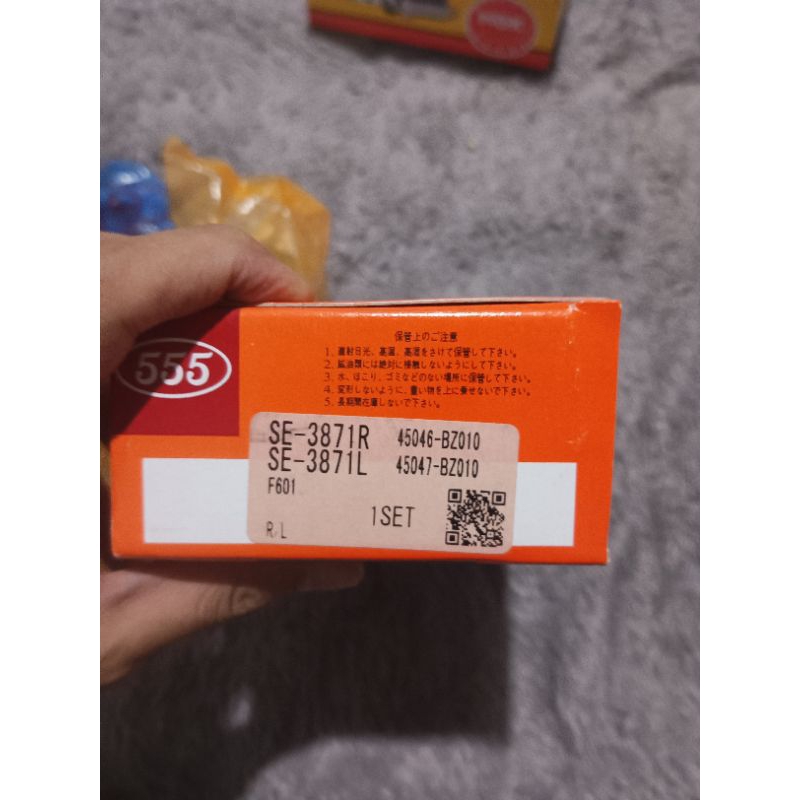 555
保管上のご注意
1. 直射日光、高温、高湿をさけて保管して下さい。
2. 鉱油類には絶対に接触しないようにして下さい。
3. 水、ほこり、ゴミなどのない場所に保管して下さい。
4. 変形しないように、重い物を上に乗せないで下さい。
5. 長期間在庫しないで下さい。
SE-3871R 45046-BZ010
SE-3871L 45047-BZ010
F601
1SET
R/L